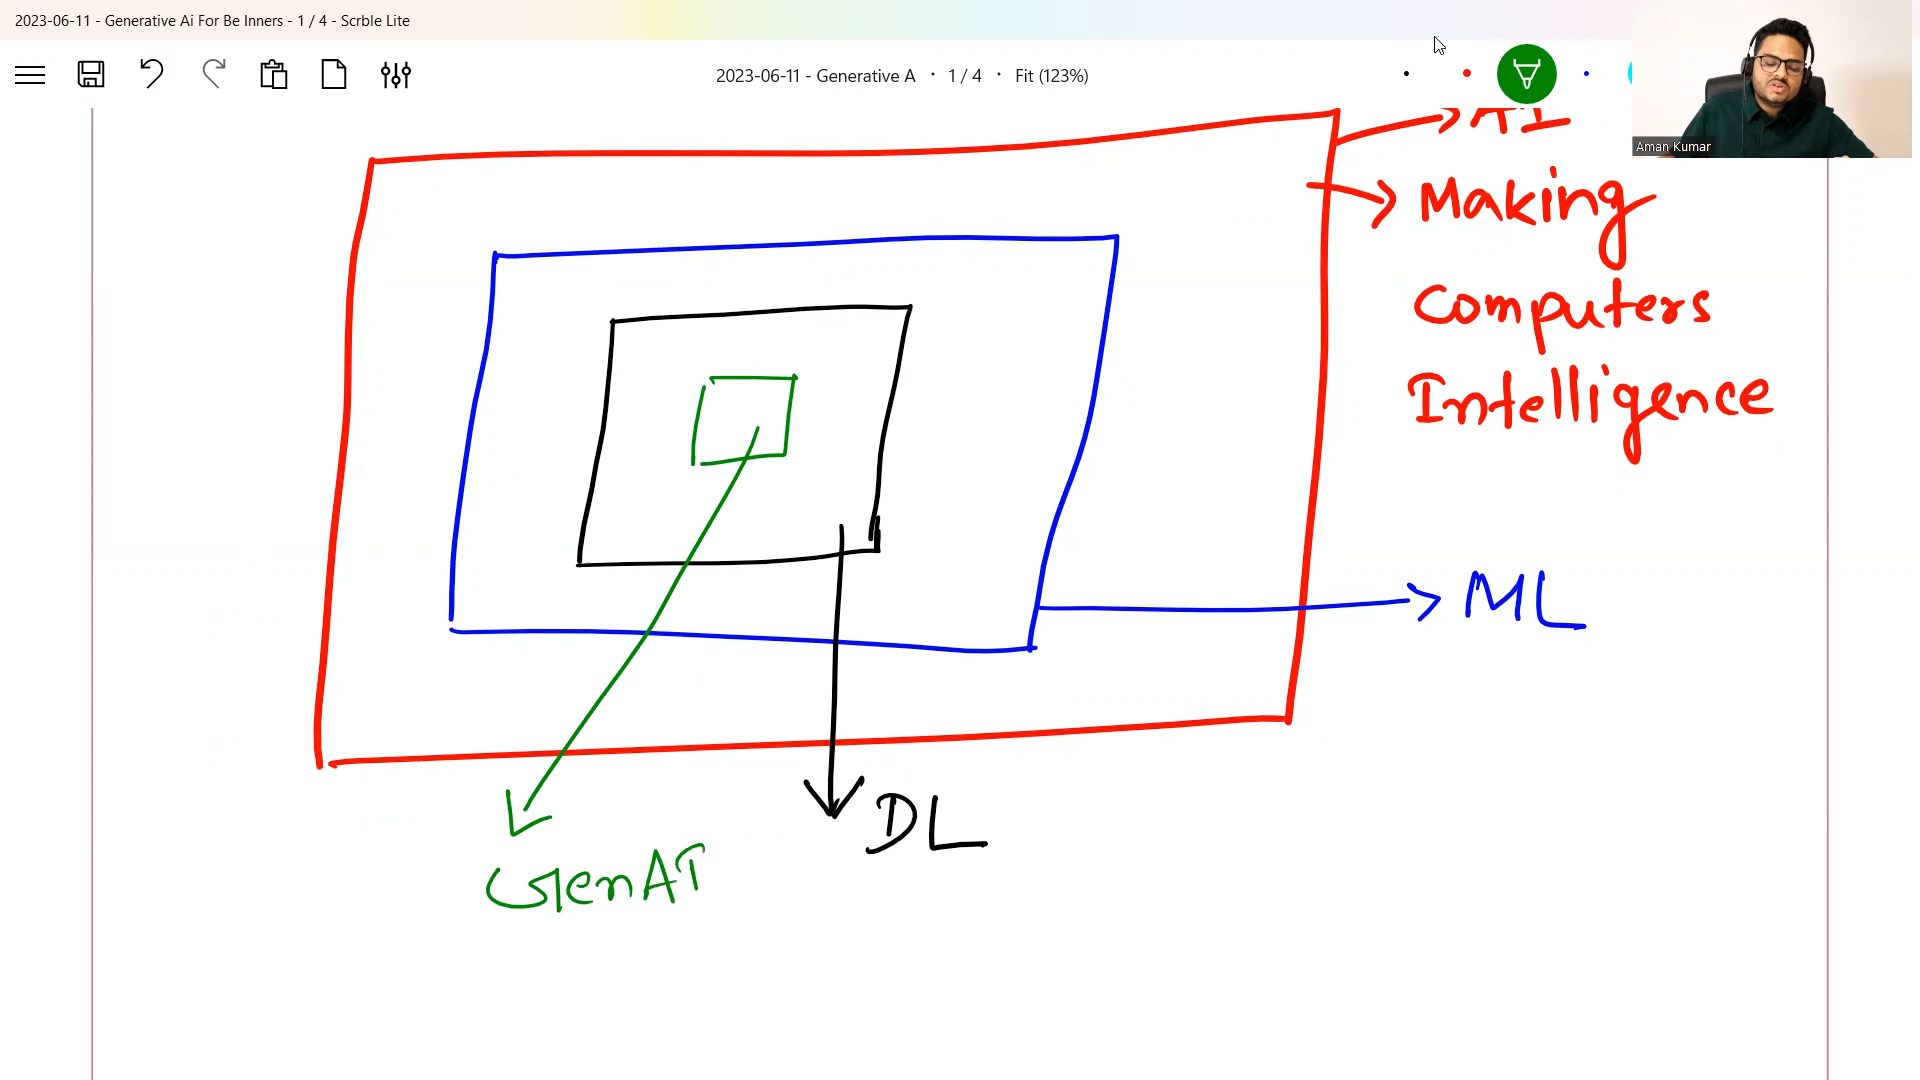 2023-06-11 - Generative Ai For Be Inners - 1 / 4 - Scrble Lite
2023-06-11 - Generative A • 1 / 4 • Fit (123%)
Aman Kumar
AI
Making
Computers
Intelligence
ML
DL
GenAI